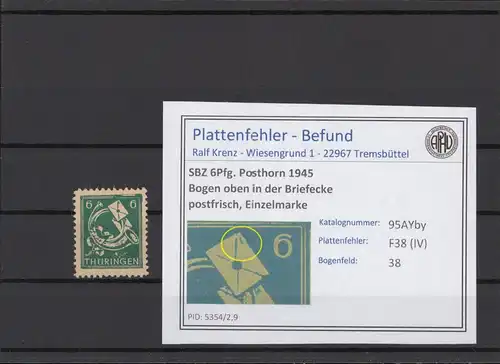 6 6
THÜRINGEN
Plattenfehler - Befund
Ralf Krenz - Wiesengrund 1 - 22967 Tremsbüttel
SBZ 6Pfg. Posthorn 1945
Bogen oben in der Briefecke
postfrisch, Einzelmarke
Katalognummer: 95AYby
Plattenfehler: F38 (IV)
Bogenfeld: 38
6
PID: 5354/2,9